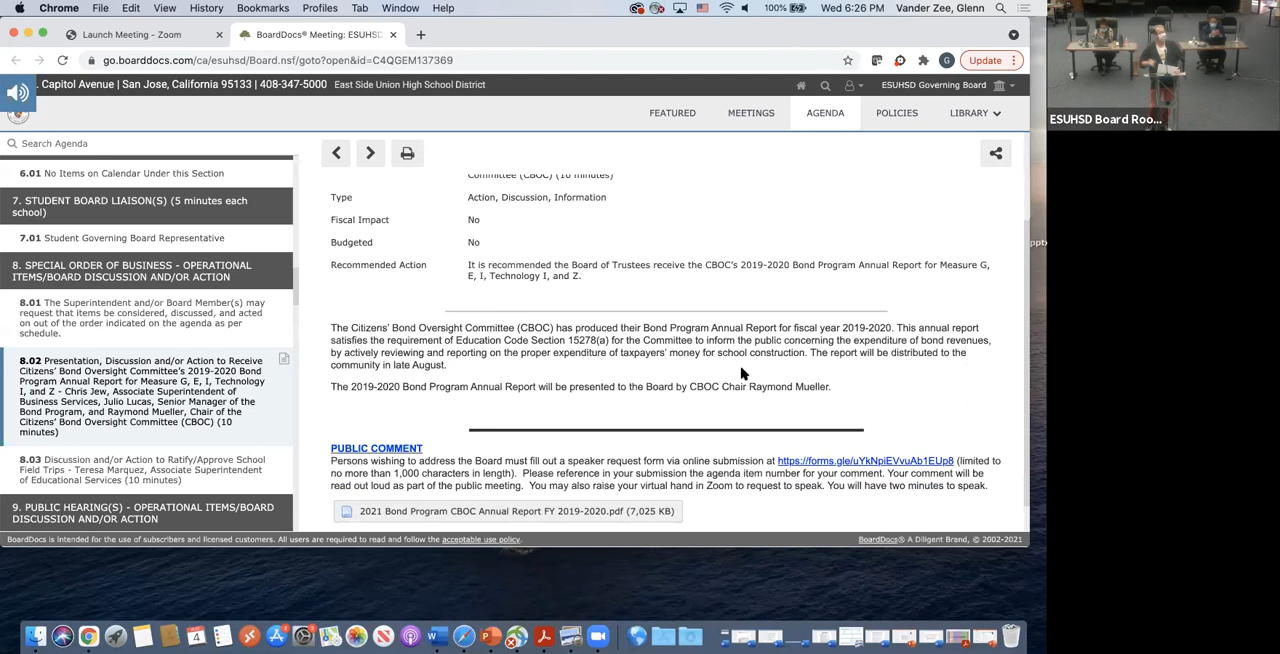 Chrome File Edit View History Bookmarks Profiles Tab Window Help 100% Wed 6:26 PM Vander Zee, Glenn
Launch Meeting - Zoom × BoardDocs® Meeting: ESUHSD × +
go.boarddocs.com/ca/esuhsd/Board.nsf/goto?open&id=C4QGEM137369 G Update
Capitol Avenue | San Jose, California 95133 | 408-347-5000 East Side Union High School District ESUHSD Governing Board
FEATURED MEETINGS AGENDA POLICIES LIBRARY
Search Agenda
6.01 No Items on Calendar Under this Section
7. STUDENT BOARD LIAISON(S) (5 minutes each
school)
7.01 Student Governing Board Representative
8. SPECIAL ORDER OF BUSINESS - OPERATIONAL
ITEMS/BOARD DISCUSSION AND/OR ACTION
8.01 The Superintendent and/or Board Member(s) may
request that items be considered, discussed, and acted
on out of the order indicated on the agenda as per
schedule.
8.02 Presentation, Discussion and/or Action to Receive
Citizens' Bond Oversight Committee's 2019-2020 Bond
Program Annual Report for Measure G, E, I, Technology
I, and Z - Chris Jew, Associate Superintendent of
Business Services, Julio Lucas, Senior Manager of
the Bond Program, and Raymond Mueller, Chair of the
Citizens' Bond Oversight Committee (CBOC) (10
minutes)
8.03 Discussion and/or Action to Ratify/Approve School
Field Trips - Teresa Marquez, Associate Superintendent
of Educational Services (10 minutes)
9. PUBLIC HEARING(S) - OPERATIONAL ITEMS/BOARD
DISCUSSION AND/OR ACTION
Committee (CBOC) (10 minutes)
Type Action, Discussion, Information
Fiscal Impact No
Budgeted No
Recommended Action It is recommended the Board of Trustees receive the CBOC's 2019-2020 Bond Program Annual Report for Measure G,
E, I, Technology I, and Z.
The Citizens' Bond Oversight Committee (CBOC) has produced their Bond Program Annual Report for fiscal year 2019-2020. This annual report
satisfies the requirement of Education Code Section 15278(a) for the Committee to inform the public concerning the expenditure of bond revenues,
by actively reviewing and reporting on the proper expenditure of taxpayers' money for school construction. The report will be distributed to the
community in late August.
The 2019-2020 Bond Program Annual Report will be presented to the Board by CBOC Chair Raymond Mueller.
PUBLIC COMMENT
Persons wishing to address the Board must fill out a speaker request form via online submission at https://forms.gle/uYkNpiEVvuAb1EUp8 (limited to
no more than 1,000 characters in length). Please reference in your submission the agenda item number for your comment. Your comment will be
read out loud as part of the public meeting. You may also raise your virtual hand in Zoom to request to speak. You will have two minutes to speak.
2021 Bond Program CBOC Annual Report FY 2019-2020.pdf (7,025 KB)
BoardDocs is intended for the use of subscribers and licensed customers. All users are required to read and follow the acceptable use policy. BoardDocs® A Diligent Brand, © 2002-2021
ESUHSD Board Roo...
pptx